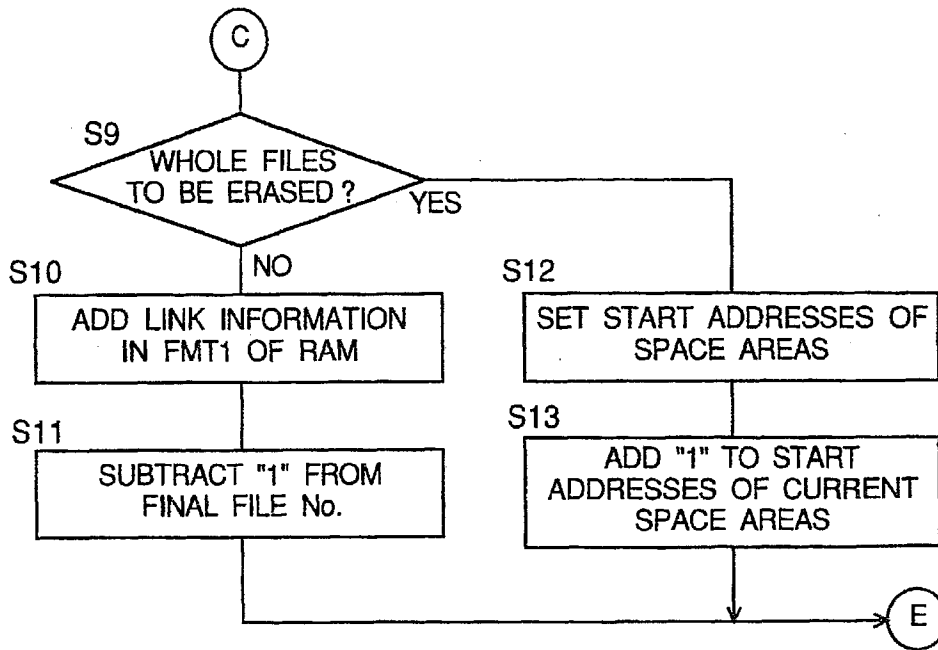 C
S9
WHOLE FILES
TO BE ERASED?
YES
NO
S10
ADD LINK INFORMATION
IN FMT1 OF RAM
S11
SUBTRACT "1" FROM
FINAL FILE No.
S12
SET START ADDRESSES OF
SPACE AREAS
S13
ADD "1" TO START
ADDRESSES OF CURRENT
SPACE AREAS
E